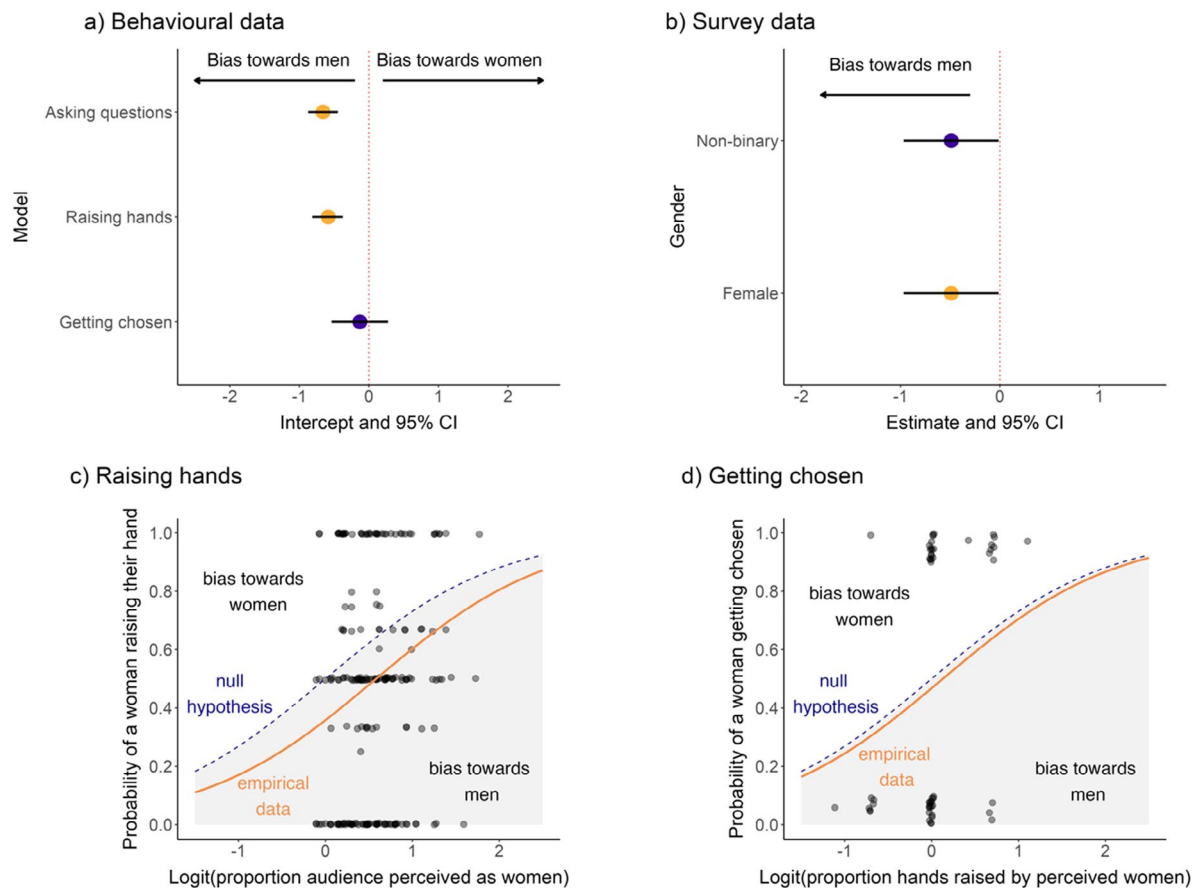 a) Behavioural data
Bias towards men
Bias towards women
Asking questions
Raising hands
Getting chosen
Model
-2
-1
0
1
2
Intercept and 95% CI
b) Survey data
Bias towards men
Non-binary
Female
Gender
-2
-1
0
1
Estimate and 95% CI
c) Raising hands
Probability of a woman raising their hand
1.0
0.8
0.6
0.4
0.2
0.0
bias towards
women
null
hypothesis
empirical
data
bias towards
men
-1
0
1
2
Logit(proportion audience perceived as women)
d) Getting chosen
Probability of a woman getting chosen
1.0
0.8
0.6
0.4
0.2
0.0
bias towards
women
null
hypothesis
empirical
data
bias towards
men
-1
0
1
2
Logit(proportion hands raised by perceived women)